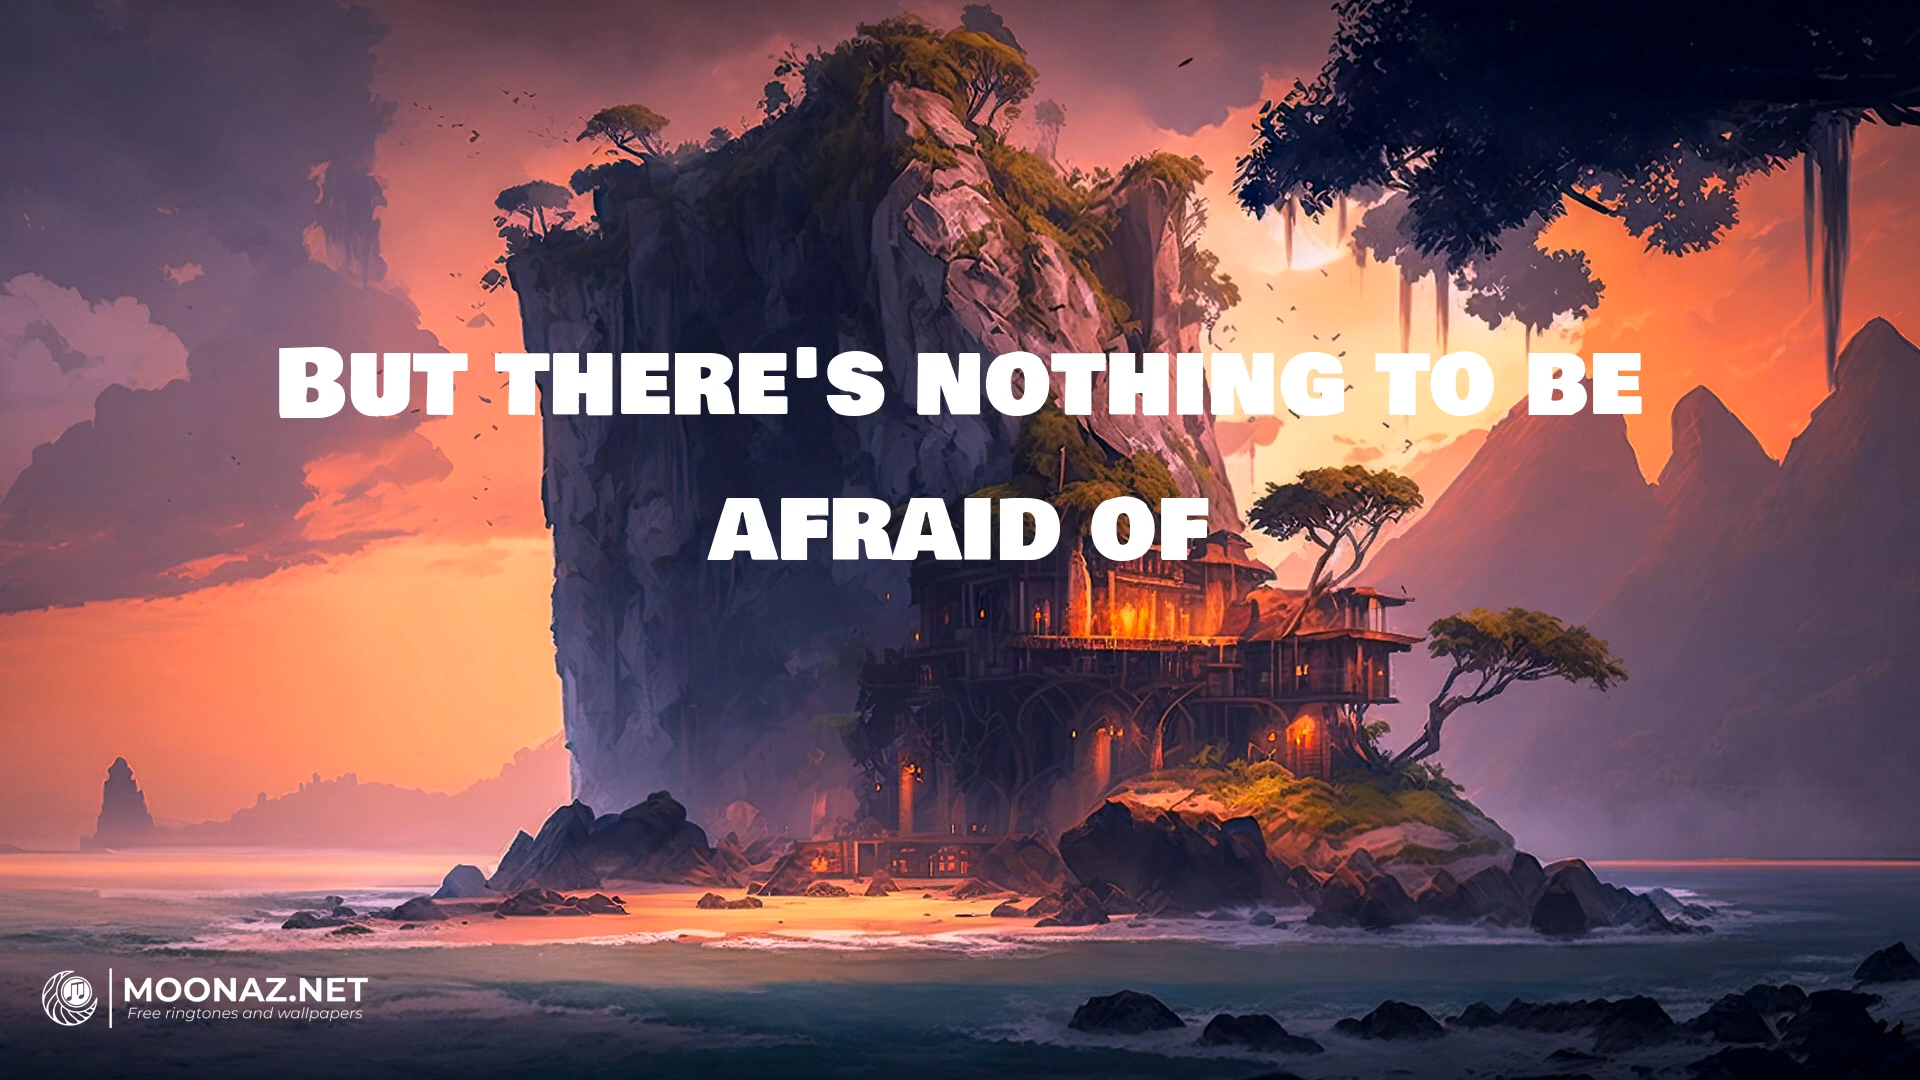 But there's nothing to be
afraid of
MOONAZ.NET
Free ringtones and wallpapers